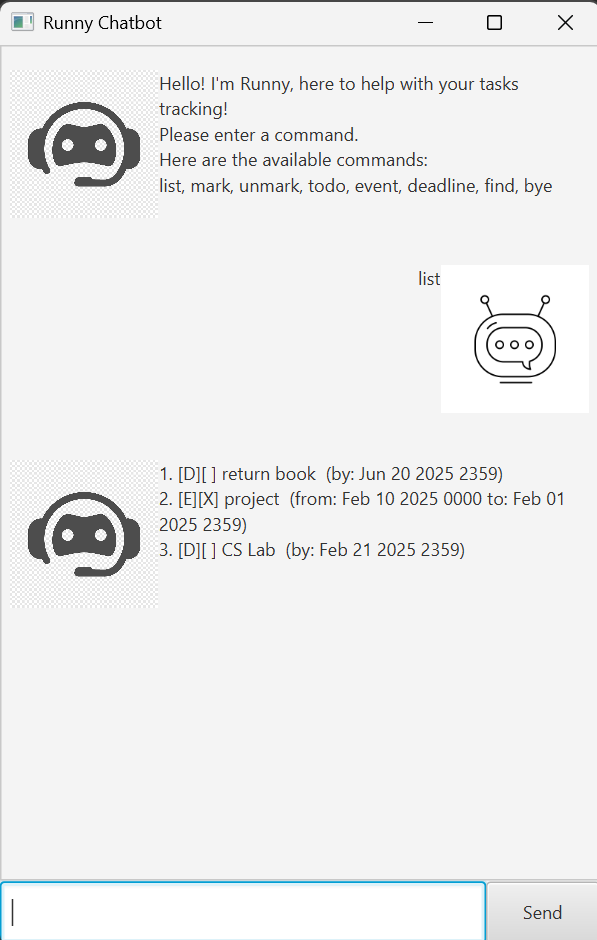 Runny Chatbot
Hello! I'm Runny, here to help with your tasks
tracking!
Please enter a command.
Here are the available commands:
list, mark, unmark, todo, event, deadline, find, bye
list
1. [D][ ] return book  (by: Jun 20 2025 2359)
2. [E][X] project  (from: Feb 10 2025 0000 to: Feb 01
2025 2359)
3. [D][ ] CS Lab  (by: Feb 21 2025 2359)
Send